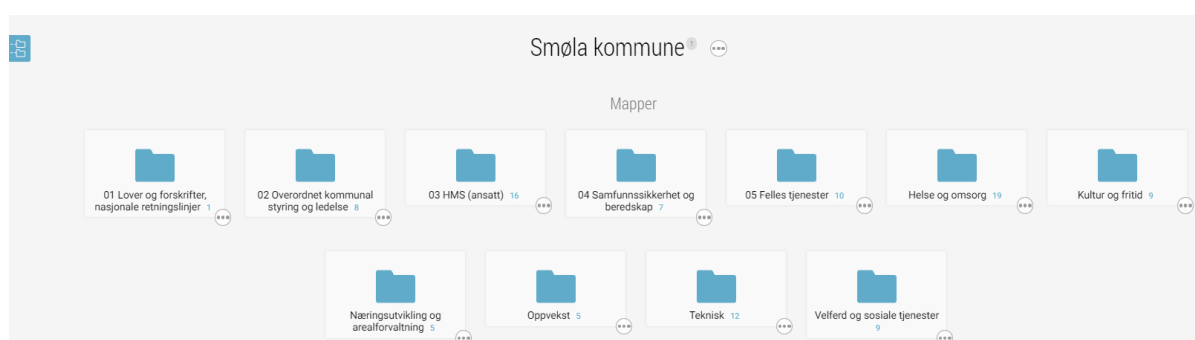 Smøla kommune 1
Mapper
01 Lover og forskrifter,
nasjonale retningslinjer 1
02 Overordnet kommunal
styring og ledelse 8
03 HMS (ansatt) 16
04 Samfunnssikkerhet og
beredskap 7
05 Felles tjenester 10
Helse og omsorg 19
Kultur og fritid 9
Næringsutvikling og
arealforvaltning 5
Oppvekst 5
Teknisk 12
Velferd og sosiale tjenester
9